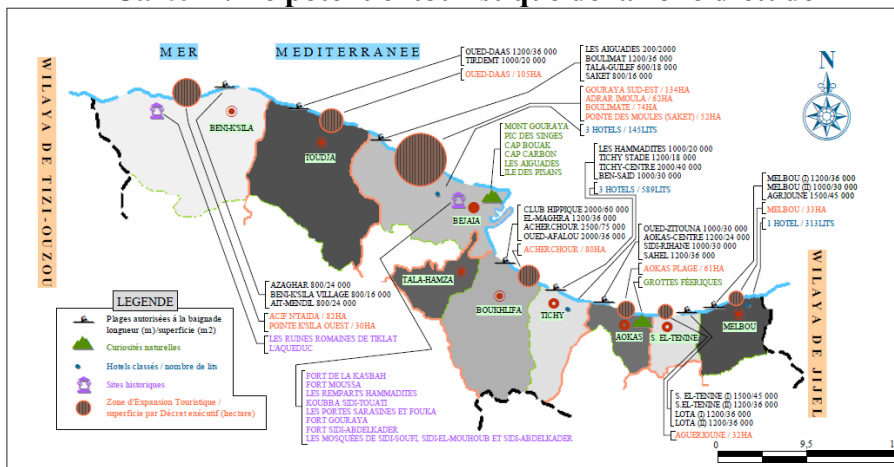 MER MEDITERRANEE
WILAYA DE TIZI-OUZOU
OUED-DAAS 1200/36 000
TIRDEMT 1000/20 000
OUED-DAAS / 105HA
LES AIGUADES 200/2000
BOULIMAT 1200/36 000
TALA-GUILEF 600/18 000
SAKET 800/16 000
GOURAYA SUD-EST / 134HA
ADRAR IMOULA / 62HA
BOULIMATE / 74HA
POINTE DES MOULES (SAKET) / 52HA
3 HOTELS / 145LITS
N
MONT GOURAYA
PIC DES SINGES
CAP BOUAK
CAP CARBON
LES AIGUADES
ILE DES PISANS
LES HAMMADITES 1000/20 000
TICHY STADE 1200/18 000
TICHY-CENTRE 2000/40 000
BEN-SAID 1000/30 000
3 HOTELS / 589LITS
MELBOU (I) 1200/36 000
MELBOU (II) 1000/30 000
AGRIOUNE 1500/45 000
MELBOU / 33HA
1 HOTEL / 313LITS
CLUB HIPPIQUE 2000/60 000
EL-MAGHRA 1200/36 000
ACHERCHOUR 2500/75 000
OUED-AFALOU 2000/36 000
ACHERCHOUR / 80HA
OUED-ZITOUNA 1000/30 000
AOKAS-CENTRE 1200/24 000
SIDI-RIHANE 1000/30 000
SAHEL 1200/36 000
AOKAS PLAGE / 61HA
GROTTES FÉERIQUES
BENI-K'SILA
TOUDJA
BEJAIA
TALA-HAMZA
BOUKHLIFA
TICHY
AOKAS
S. EL-TENINE
MELBOU
WILAYA DE JIJEL
AZAGHAR 800/24 000
BENI-K'SILA VILLAGE 800/16 000
AIT-MENDIL 800/24 000
ACIF N'TAIDA / 82HA
POINTE K'SILA OUEST / 30HA
LES RUINES ROMAINES DE TIKLAT
L'AQUEDUC
LEGENDE
Plages autorisées à la baignade
longueur (m)/superficie (m2)
Curiosités naturelles
Hotels classés / nombre de lits
Sites historiques
Zone d'Expansion Touristique /
superficie par Décret exécutif (hectare)
FORT DE LA KASBAH
FORT MOUSSA
LES REMPARTS HAMMADITES
KOUBBA SIDI-TOUATI
LES PORTES SARASINES ET FOUKA
FORT GOURAYA
FORT SIDI-ABDELKADER
LES MOSQUÉES DE SIDI-SOUFI, SIDI-EL-MOUHOUB ET SIDI-ABDELKADER
S. EL-TENINE (I) 1500/45 000
S.EL-TENINE (II) 1200/36 000
LOTA (I) 1200/36 000
LOTA (II) 1200/36 000
AGUERIOUNE / 32HA
0 9,5